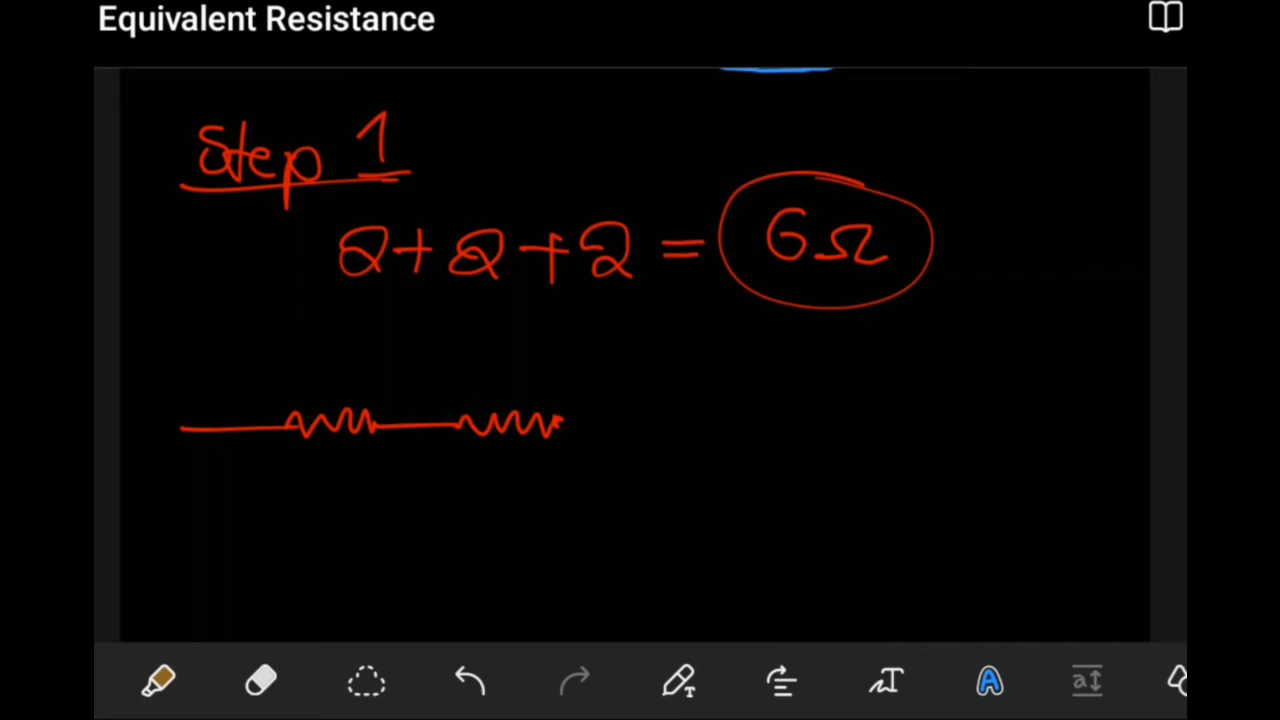 Equivalent Resistance
Step 1
2 + 2 + 2 = 6Ω
T
T
A
a